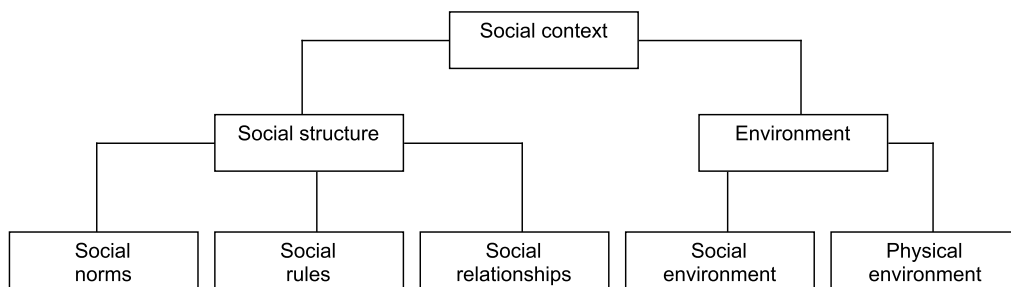 Social context
Social structure
Environment
Social
norms
Social
rules
Social
relationships
Social
environment
Physical
environment